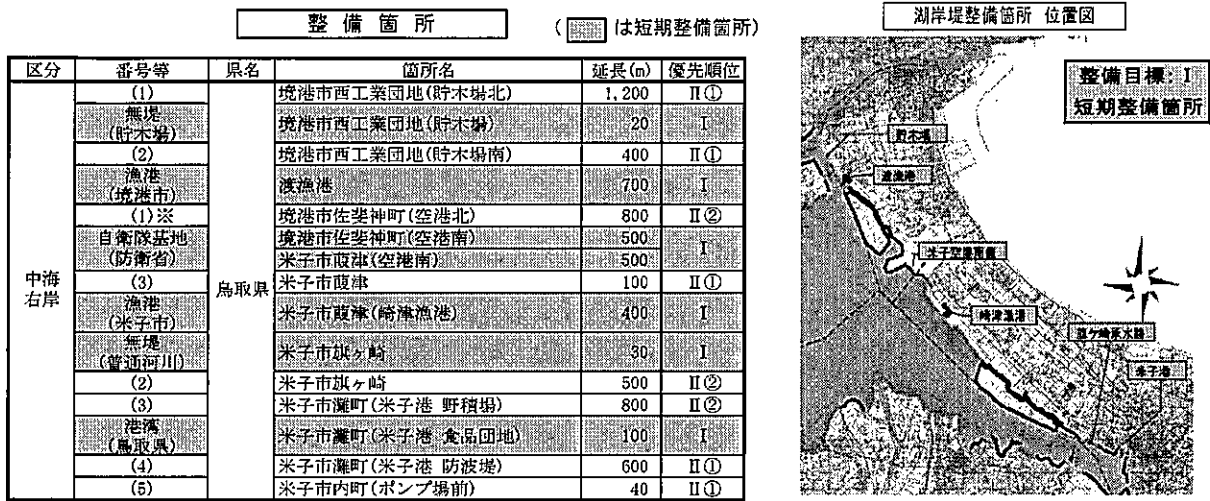 整備箇所
( は短期整備箇所)
区分 番号等 県名 箇所名 延長(m) 優先順位
中海右岸 鳥取県
(1) 境港市西工業団地(貯木場北) 1,200 Ⅱ①
無堤(貯木場) 境港市西工業団地(貯木場) 20 Ⅰ
(2) 境港市西工業団地(貯木場南) 400 Ⅱ①
漁港(境港市) 渡漁港 700 Ⅰ
(1)※ 境港市佐斐神町(空港北) 800 Ⅱ②
自衛隊基地(防衛省) 境港市佐斐神町(空港南) 500 Ⅰ
米子市葭津(空港南) 500
(3) 米子市葭津 100 Ⅱ①
漁港(米子市) 米子市葭津(崎津漁港) 400 Ⅰ
無堤(普通河川) 米子市旗ヶ崎 30 Ⅰ
(2) 米子市旗ヶ崎 500 Ⅱ②
(3) 米子市灘町(米子港 野積場) 800 Ⅱ②
港湾(鳥取県) 米子市灘町(米子港 食品団地) 100 Ⅰ
(4) 米子市灘町(米子港 防波堤) 600 Ⅱ①
(5) 米子市内町(ポンプ場前) 40 Ⅱ①
湖岸堤整備箇所 位置図
整備目標:Ⅰ
短期整備箇所
貯木場
渡漁港
米子空港南側
崎津漁港
米子港